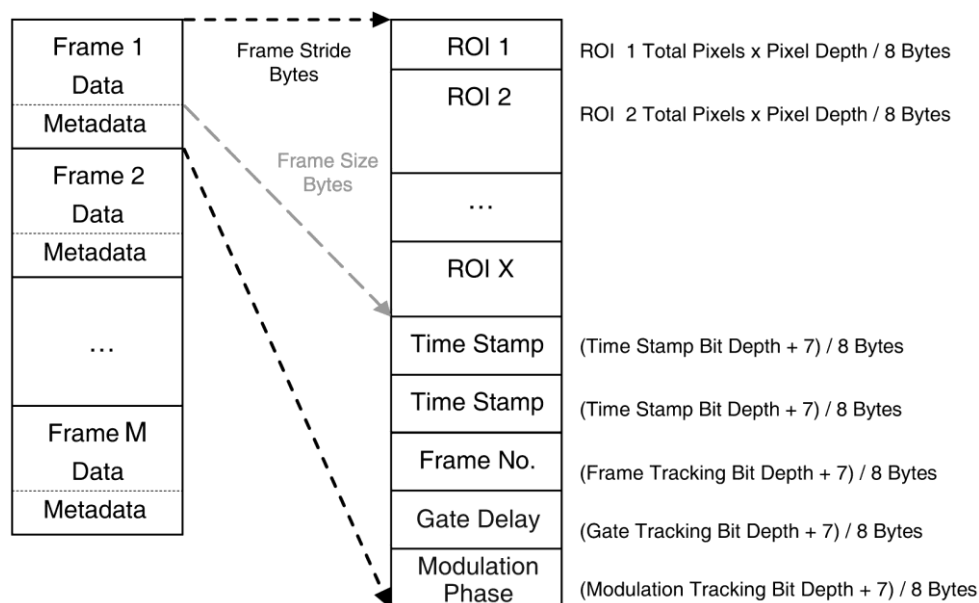 Frame 1
Data
Metadata
Frame 2
Data
Metadata
...
Frame M
Data
Metadata
Frame Stride
Bytes
Frame Size
Bytes
ROI 1
ROI 2
...
ROI X
Time Stamp
Time Stamp
Frame No.
Gate Delay
Modulation
Phase
ROI 1 Total Pixels x Pixel Depth / 8 Bytes
ROI 2 Total Pixels x Pixel Depth / 8 Bytes
(Time Stamp Bit Depth + 7) / 8 Bytes
(Time Stamp Bit Depth + 7) / 8 Bytes
(Frame Tracking Bit Depth + 7) / 8 Bytes
(Gate Tracking Bit Depth + 7) / 8 Bytes
(Modulation Tracking Bit Depth + 7) / 8 Bytes